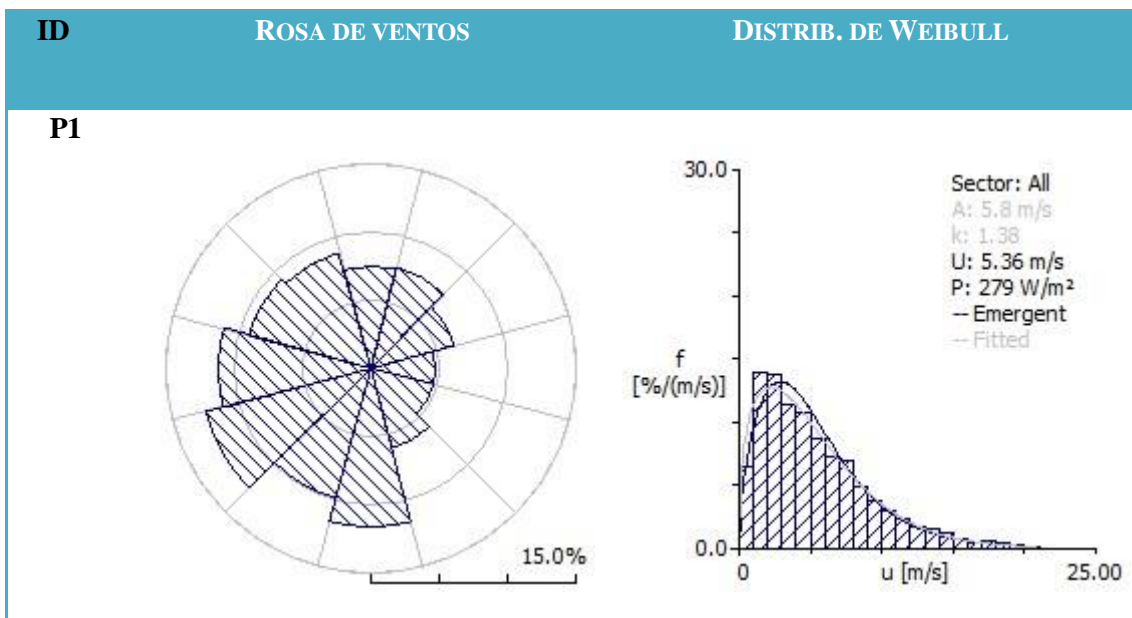 ID ROSA DE VENTOS DISTRIB. DE WEIBULL
P1
15.0%
30.0
f
[%/(m/s)]
0.0
0 u [m/s] 25.00
Sector: All
A: 5.8 m/s
k: 1.38
U: 5.36 m/s
P: 279 W/m²
-- Emergent
-- Fitted